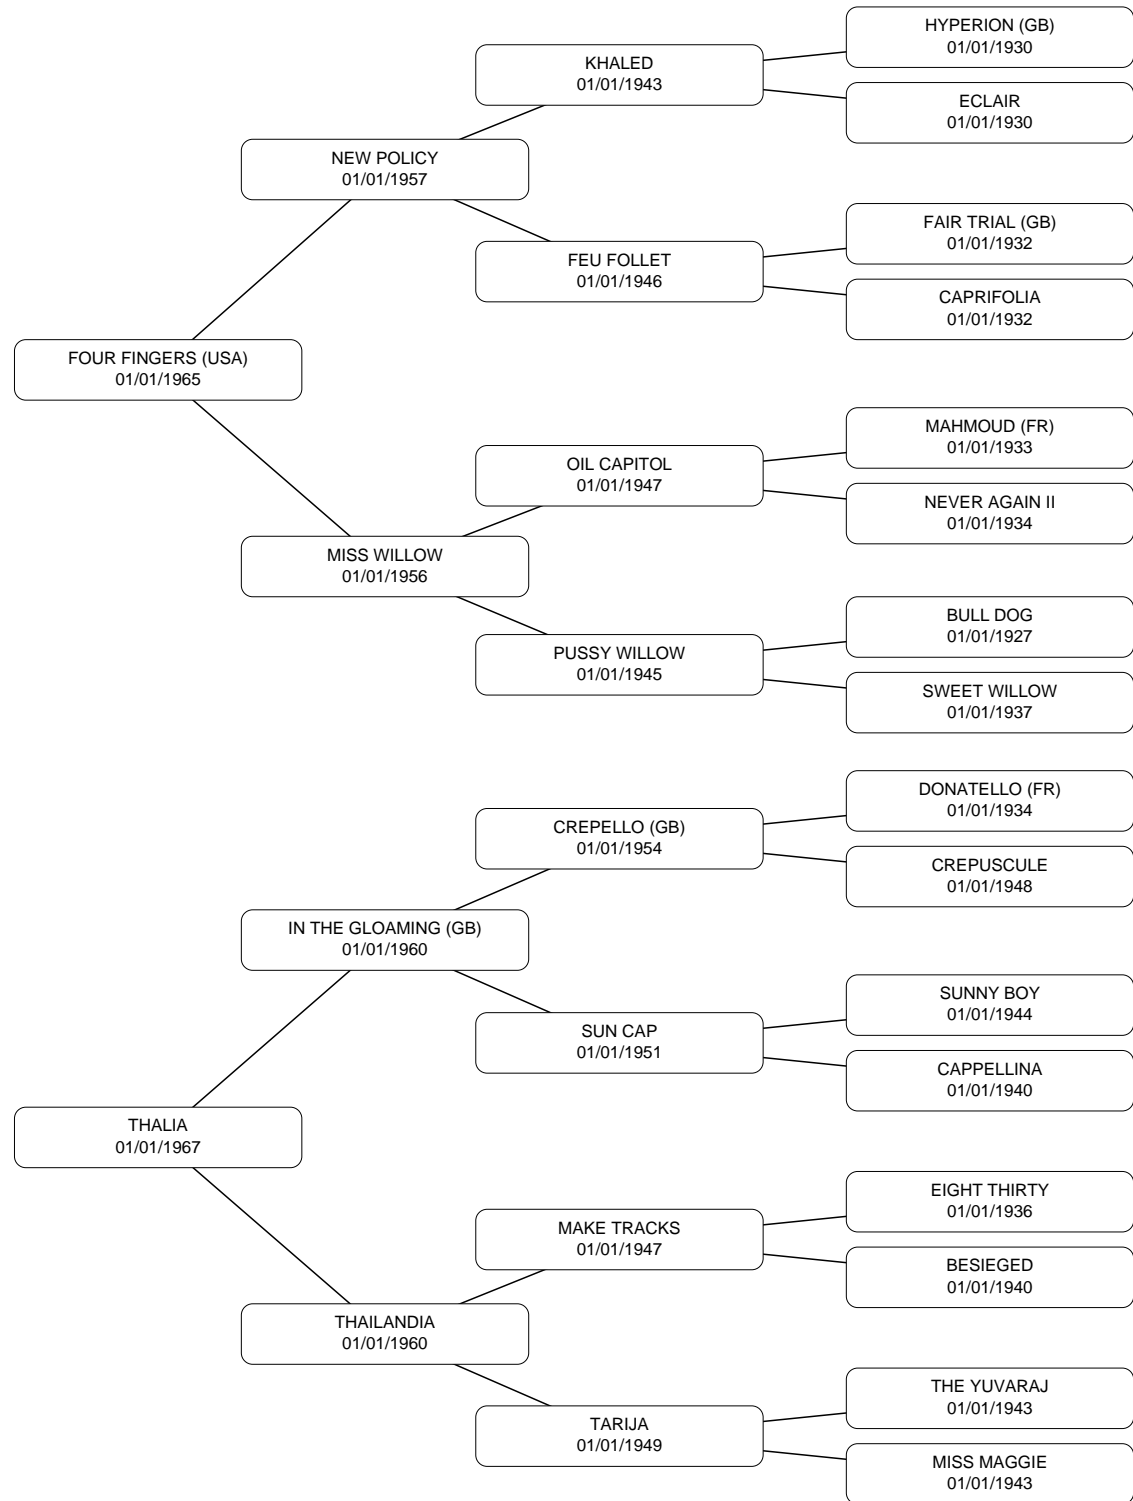 HYPERION (GB)
01/01/1930
KHALED
01/01/1943
ECLAIR
01/01/1930
NEW POLICY
01/01/1957
FAIR TRIAL (GB)
01/01/1932
FEU FOLLET
01/01/1946
CAPRIFOLIA
01/01/1932
FOUR FINGERS (USA)
01/01/1965
MAHMOUD (FR)
01/01/1933
OIL CAPITOL
01/01/1947
NEVER AGAIN II
01/01/1934
MISS WILLOW
01/01/1956
BULL DOG
01/01/1927
PUSSY WILLOW
01/01/1945
SWEET WILLOW
01/01/1937
DONATELLO (FR)
01/01/1934
CREPELLO (GB)
01/01/1954
CREPUSCULE
01/01/1948
IN THE GLOAMING (GB)
01/01/1960
SUNNY BOY
01/01/1944
SUN CAP
01/01/1951
CAPPELLINA
01/01/1940
THALIA
01/01/1967
EIGHT THIRTY
01/01/1936
MAKE TRACKS
01/01/1947
BESIEGED
01/01/1940
THAILANDIA
01/01/1960
THE YUVARAJ
01/01/1943
TARIJA
01/01/1949
MISS MAGGIE
01/01/1943